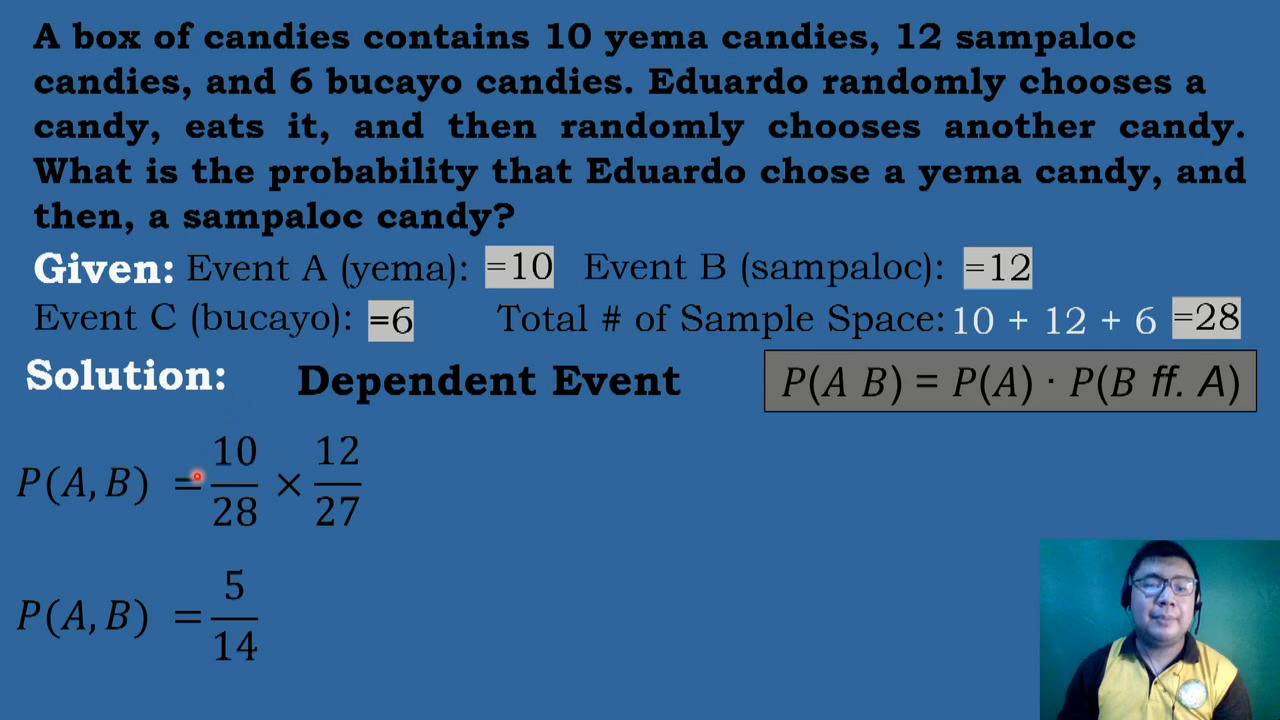 A box of candies contains 10 yema candies, 12 sampaloc
candies, and 6 bucayo candies. Eduardo randomly chooses a
candy, eats it, and then randomly chooses another candy.
What is the probability that Eduardo chose a yema candy, and
then, a sampaloc candy?
Given: Event A (yema): =10 Event B (sampaloc): =12
Event C (bucayo): =6 Total # of Sample Space: 10 + 12 + 6 =28
Solution: Dependent Event P(A B) = P(A) · P(B ff. A)
P(A, B) = 10/28 × 12/27
P(A, B) = 5/14